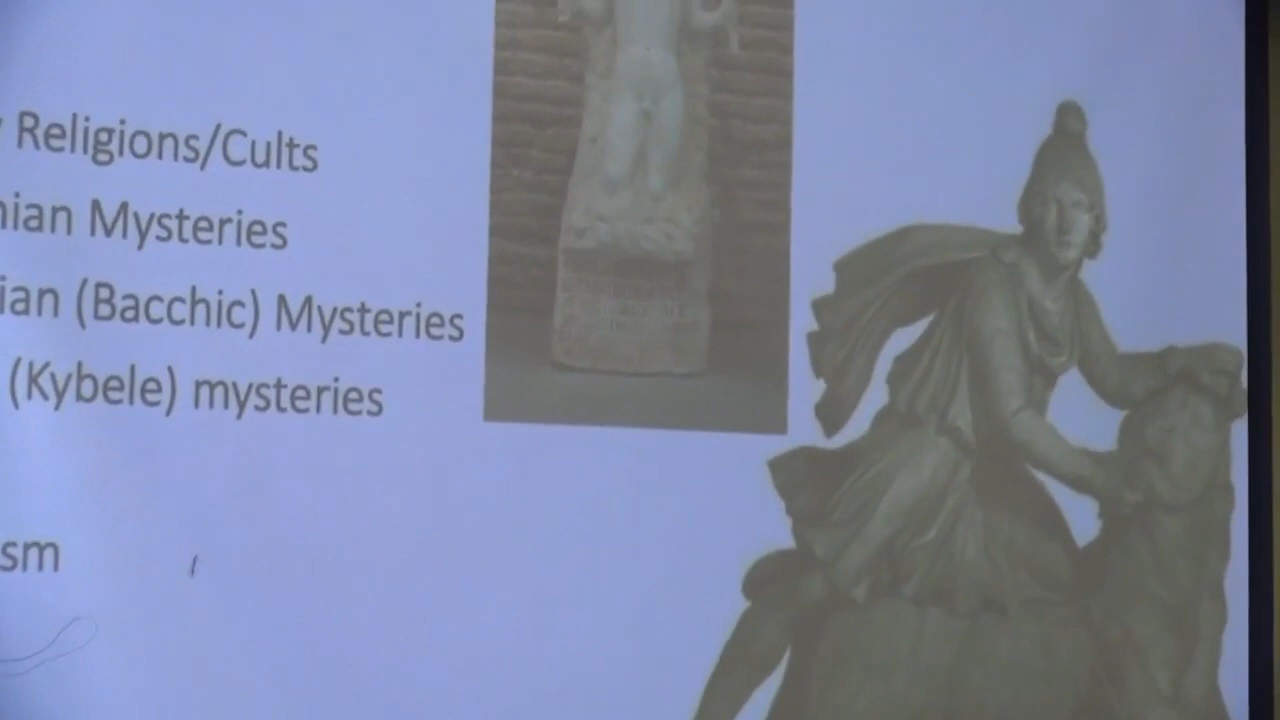 Religions/Cults
nian Mysteries
ian (Bacchic) Mysteries
(Kybele) mysteries
sm